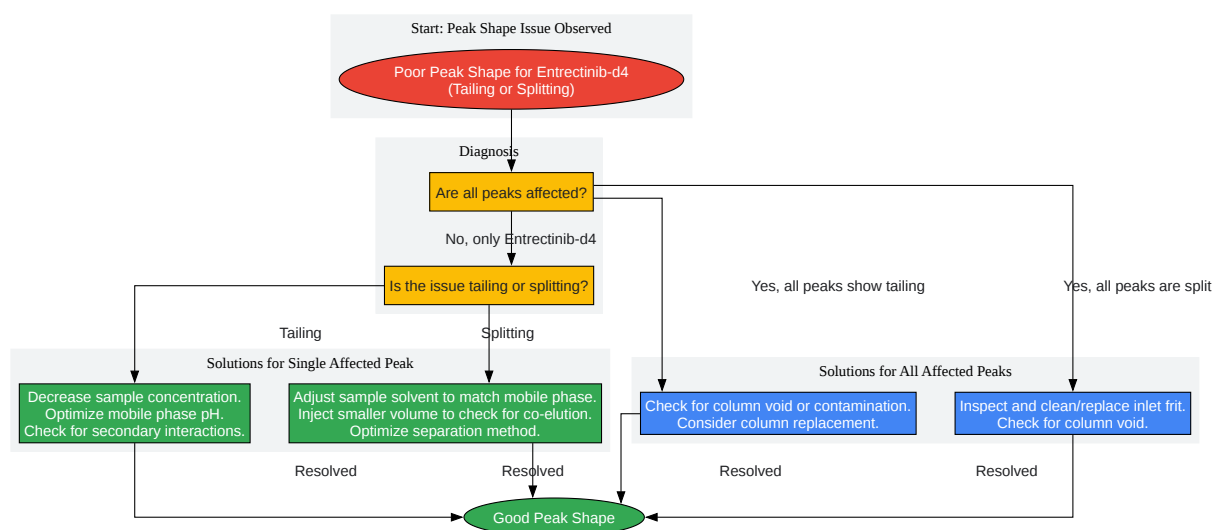 Start: Peak Shape Issue Observed
Poor Peak Shape for Entrectinib-d4
(Tailing or Splitting)
Diagnosis
Are all peaks affected?
No, only Entrectinib-d4
Is the issue tailing or splitting?
Yes, all peaks show tailing
Yes, all peaks are split
Tailing
Splitting
Solutions for Single Affected Peak
Solutions for All Affected Peaks
Decrease sample concentration.
Optimize mobile phase pH.
Check for secondary interactions.
Adjust sample solvent to match mobile phase.
Inject smaller volume to check for co-elution.
Optimize separation method.
Check for column void or contamination.
Consider column replacement.
Inspect and clean/replace inlet frit.
Check for column void.
Resolved
Resolved
Resolved
Resolved
Good Peak Shape